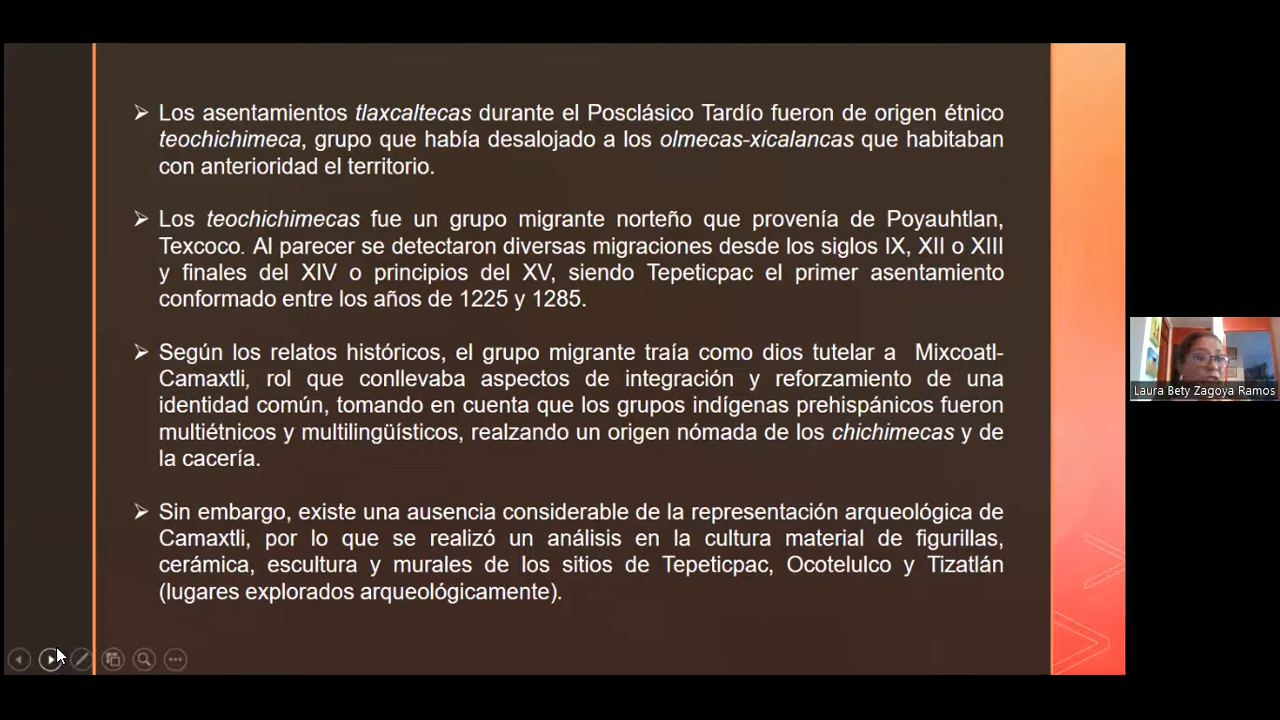 Los asentamientos tlaxcaltecas durante el Posclásico Tardío fueron de origen étnico
teochichimeca, grupo que había desalojado a los olmecas-xicalancas que habitaban
con anterioridad el territorio.
Los teochichimecas fue un grupo migrante norteño que provenía de Poyauhtlan,
Texcoco. Al parecer se detectaron diversas migraciones desde los siglos IX, XII o XIII
y finales del XIV o principios del XV, siendo Tepeticpac el primer asentamiento
conformado entre los años de 1225 y 1285.
Según los relatos históricos, el grupo migrante traía como dios tutelar a Mixcoatl-
Camaxtli, rol que conllevaba aspectos de integración y reforzamiento de una
identidad común, tomando en cuenta que los grupos indígenas prehispánicos fueron
multiétnicos y multilingüísticos, realzando un origen nómada de los chichimecas y de
la cacería.
Sin embargo, existe una ausencia considerable de la representación arqueológica de
Camaxtli, por lo que se realizó un análisis en la cultura material de figurillas,
cerámica, escultura y murales de los sitios de Tepeticpac, Ocotelulco y Tizatlán
(lugares explorados arqueológicamente).
Laura Bety Zagoya Ramos